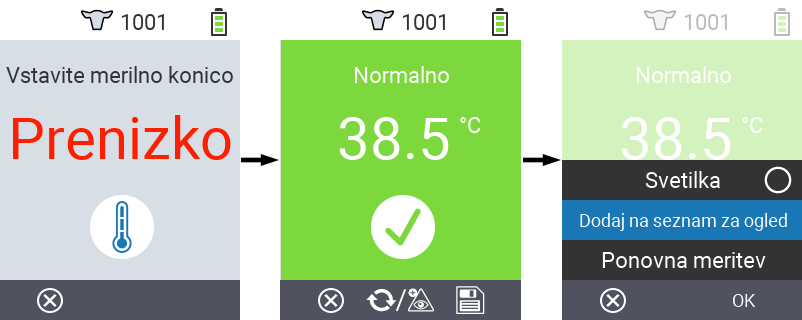 1001
Vstavite merilno konico
Prenizko
1001
Normalno
38.5 °C
1001
Normalno
38.5 °C
Svetilka
Dodaj na seznam za ogled
Ponovna meritev
OK